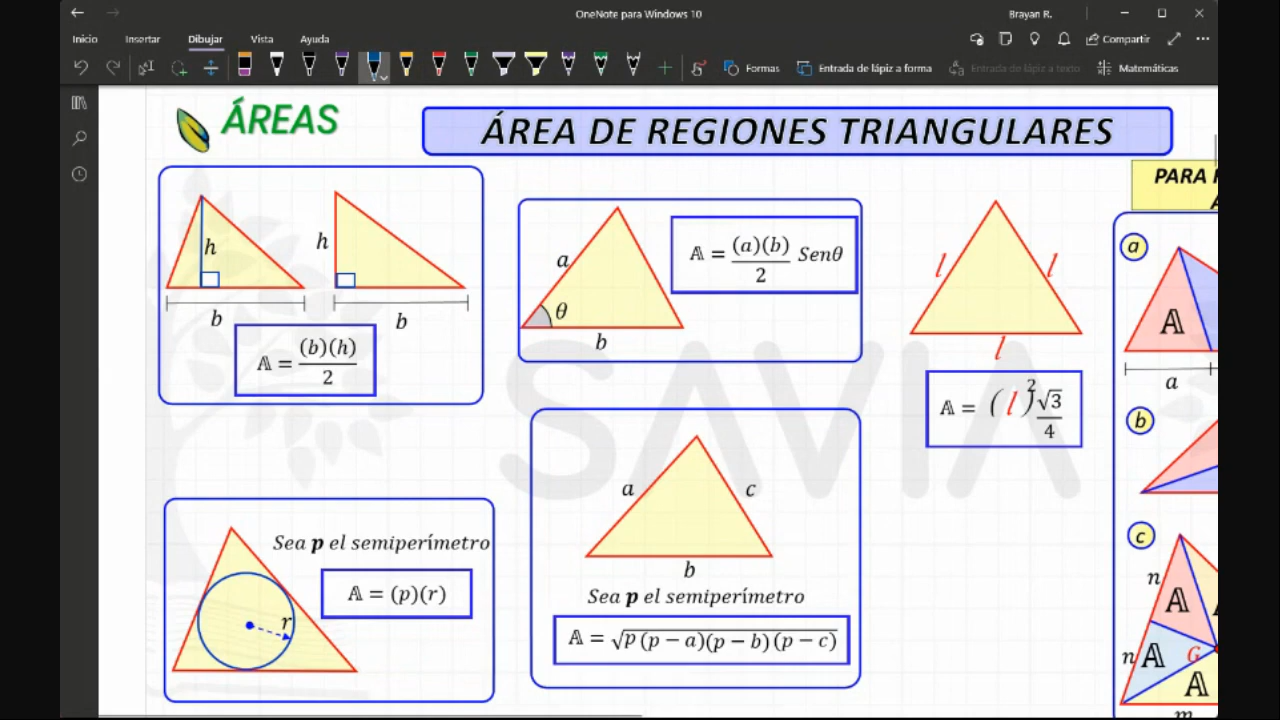 OneNote para Windows 10
Brayan R.
Inicio Insertar Dibujar Vista Ayuda
Compartir
Formas Entrada de lápiz a forma Entrada de lápiz a texto Matemáticas
ÁREAS
ÁREA DE REGIONES TRIANGULARES
PARA
h
b
h
b
𝔸 = (b)(h)/2
a
θ
b
𝔸 = (a)(b)/2 Senθ
l
l
l
𝔸 = (l)²√3/4
a
𝔸
a
b
SAVIA
Sea p el semiperímetro
𝔸 = (p)(r)
r
a
c
b
Sea p el semiperímetro
𝔸 = √p(p − a)(p − b)(p − c)
c
n
𝔸
n
𝔸
G
𝔸
m